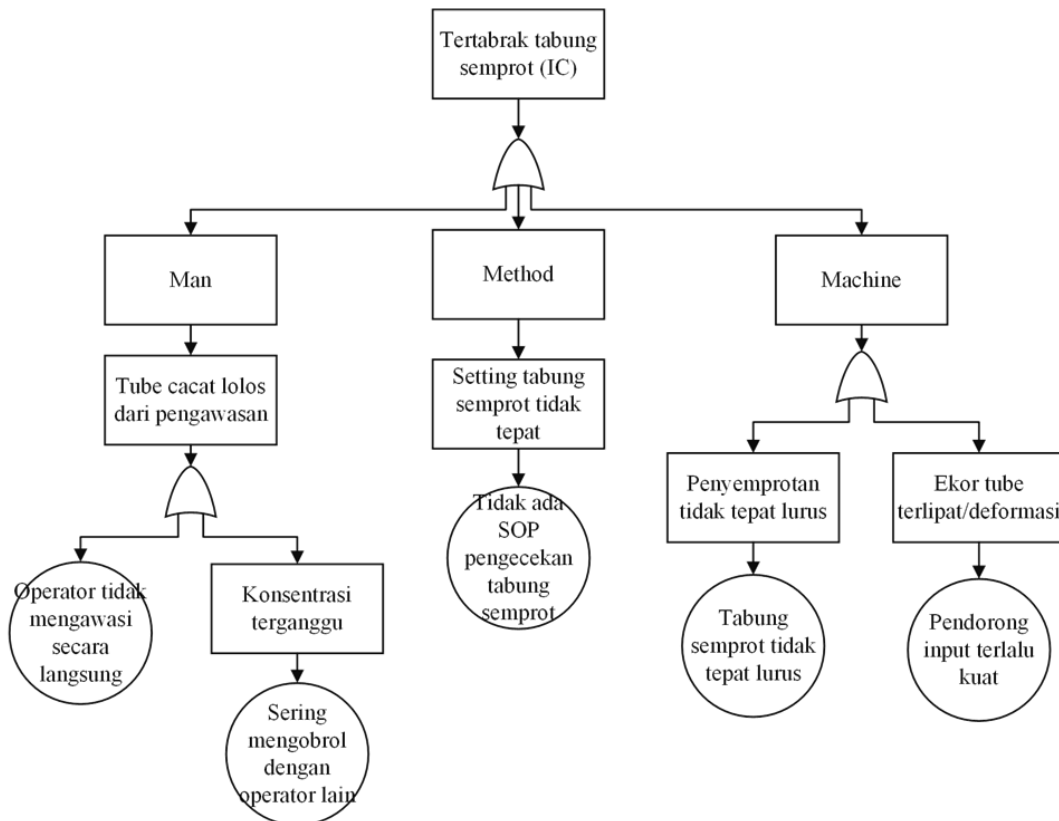 Tertabrak tabung
semprot (IC)
Man
Method
Machine
Tube cacat lolos
dari pengawasan
Setting tabung
semprot tidak
tepat
Penyemprotan
tidak tepat lurus
Ekor tube
terlipat/deformasi
Operator tidak
mengawasi
secara
langsung
Konsentrasi
terganggu
Tidak ada
SOP
pengecekan
tabung
semprot
Tabung
semprot tidak
tepat lurus
Pendorong
input terlalu
kuat
Sering
mengobrol
dengan
operator lain